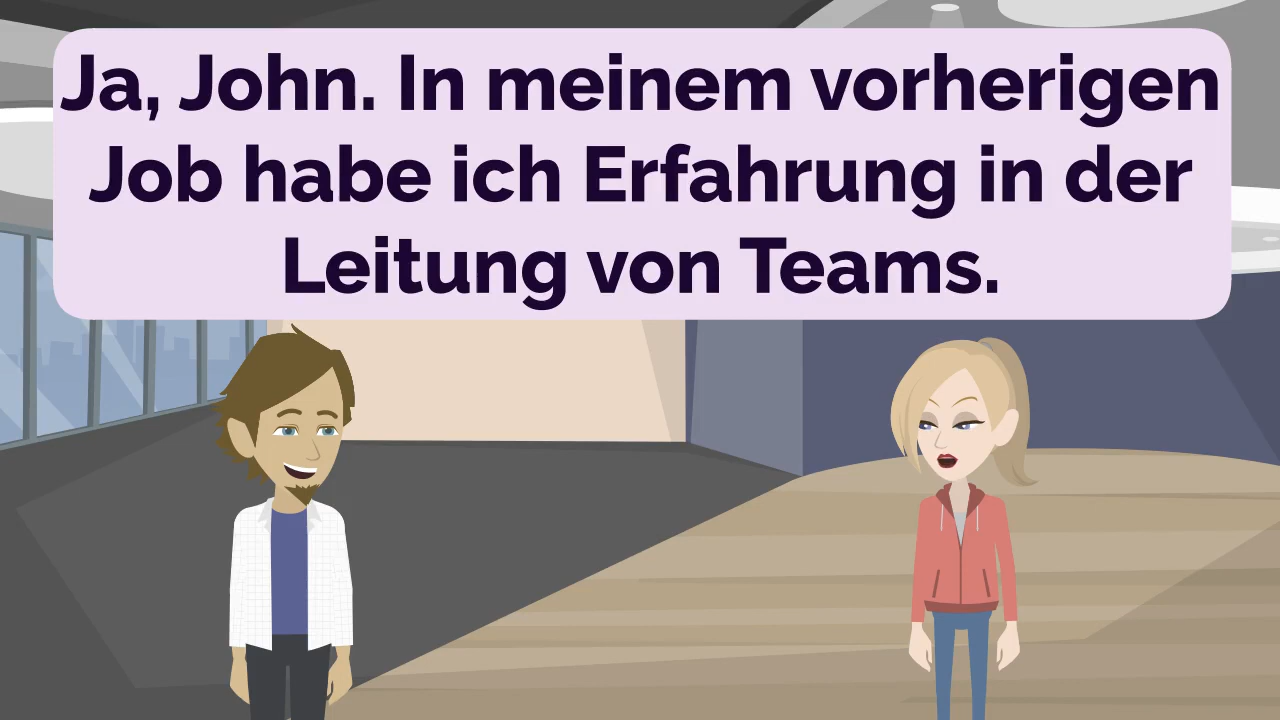 Ja, John. In meinem vorherigen
Job habe ich Erfahrung in der
Leitung von Teams.